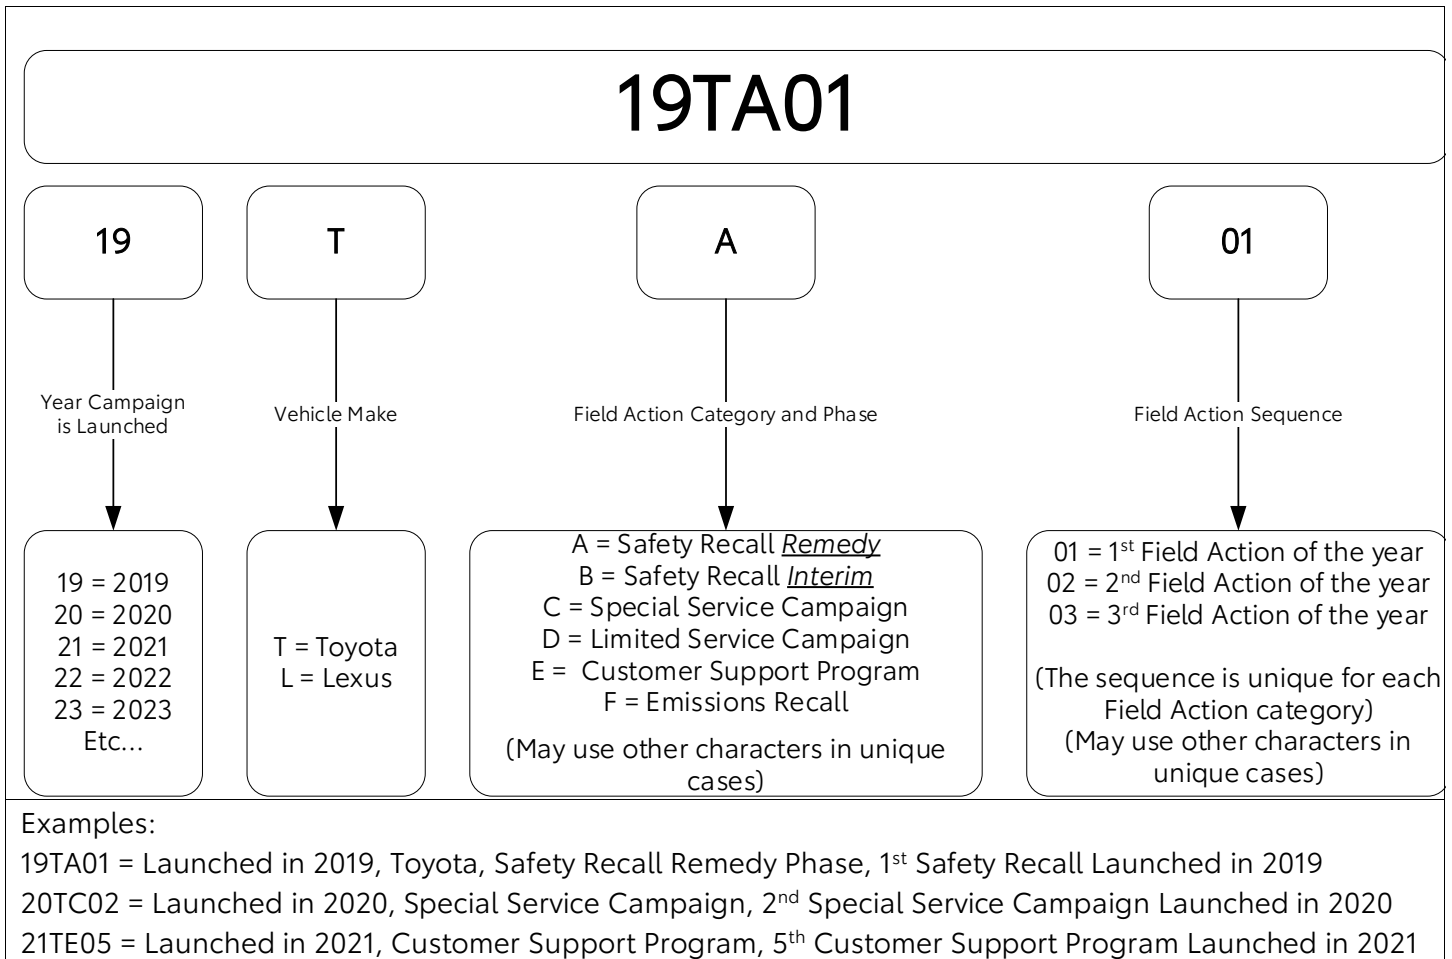 19TA01
19
T
A
01
Year Campaign
is Launched
Vehicle Make
Field Action Category and Phase
Field Action Sequence
19 = 2019
20 = 2020
21 = 2021
22 = 2022
23 = 2023
Etc...
T = Toyota
L = Lexus
A = Safety Recall Remedy
B = Safety Recall Interim
C = Special Service Campaign
D = Limited Service Campaign
E =  Customer Support Program
F = Emissions Recall
(May use other characters in unique
cases)
01 = 1st Field Action of the year
02 = 2nd Field Action of the year
03 = 3rd Field Action of the year
(The sequence is unique for each
Field Action category)
(May use other characters in
unique cases)
Examples:
19TA01 = Launched in 2019, Toyota, Safety Recall Remedy Phase, 1st Safety Recall Launched in 2019
20TC02 = Launched in 2020, Special Service Campaign, 2nd Special Service Campaign Launched in 2020
21TE05 = Launched in 2021, Customer Support Program, 5th Customer Support Program Launched in 2021